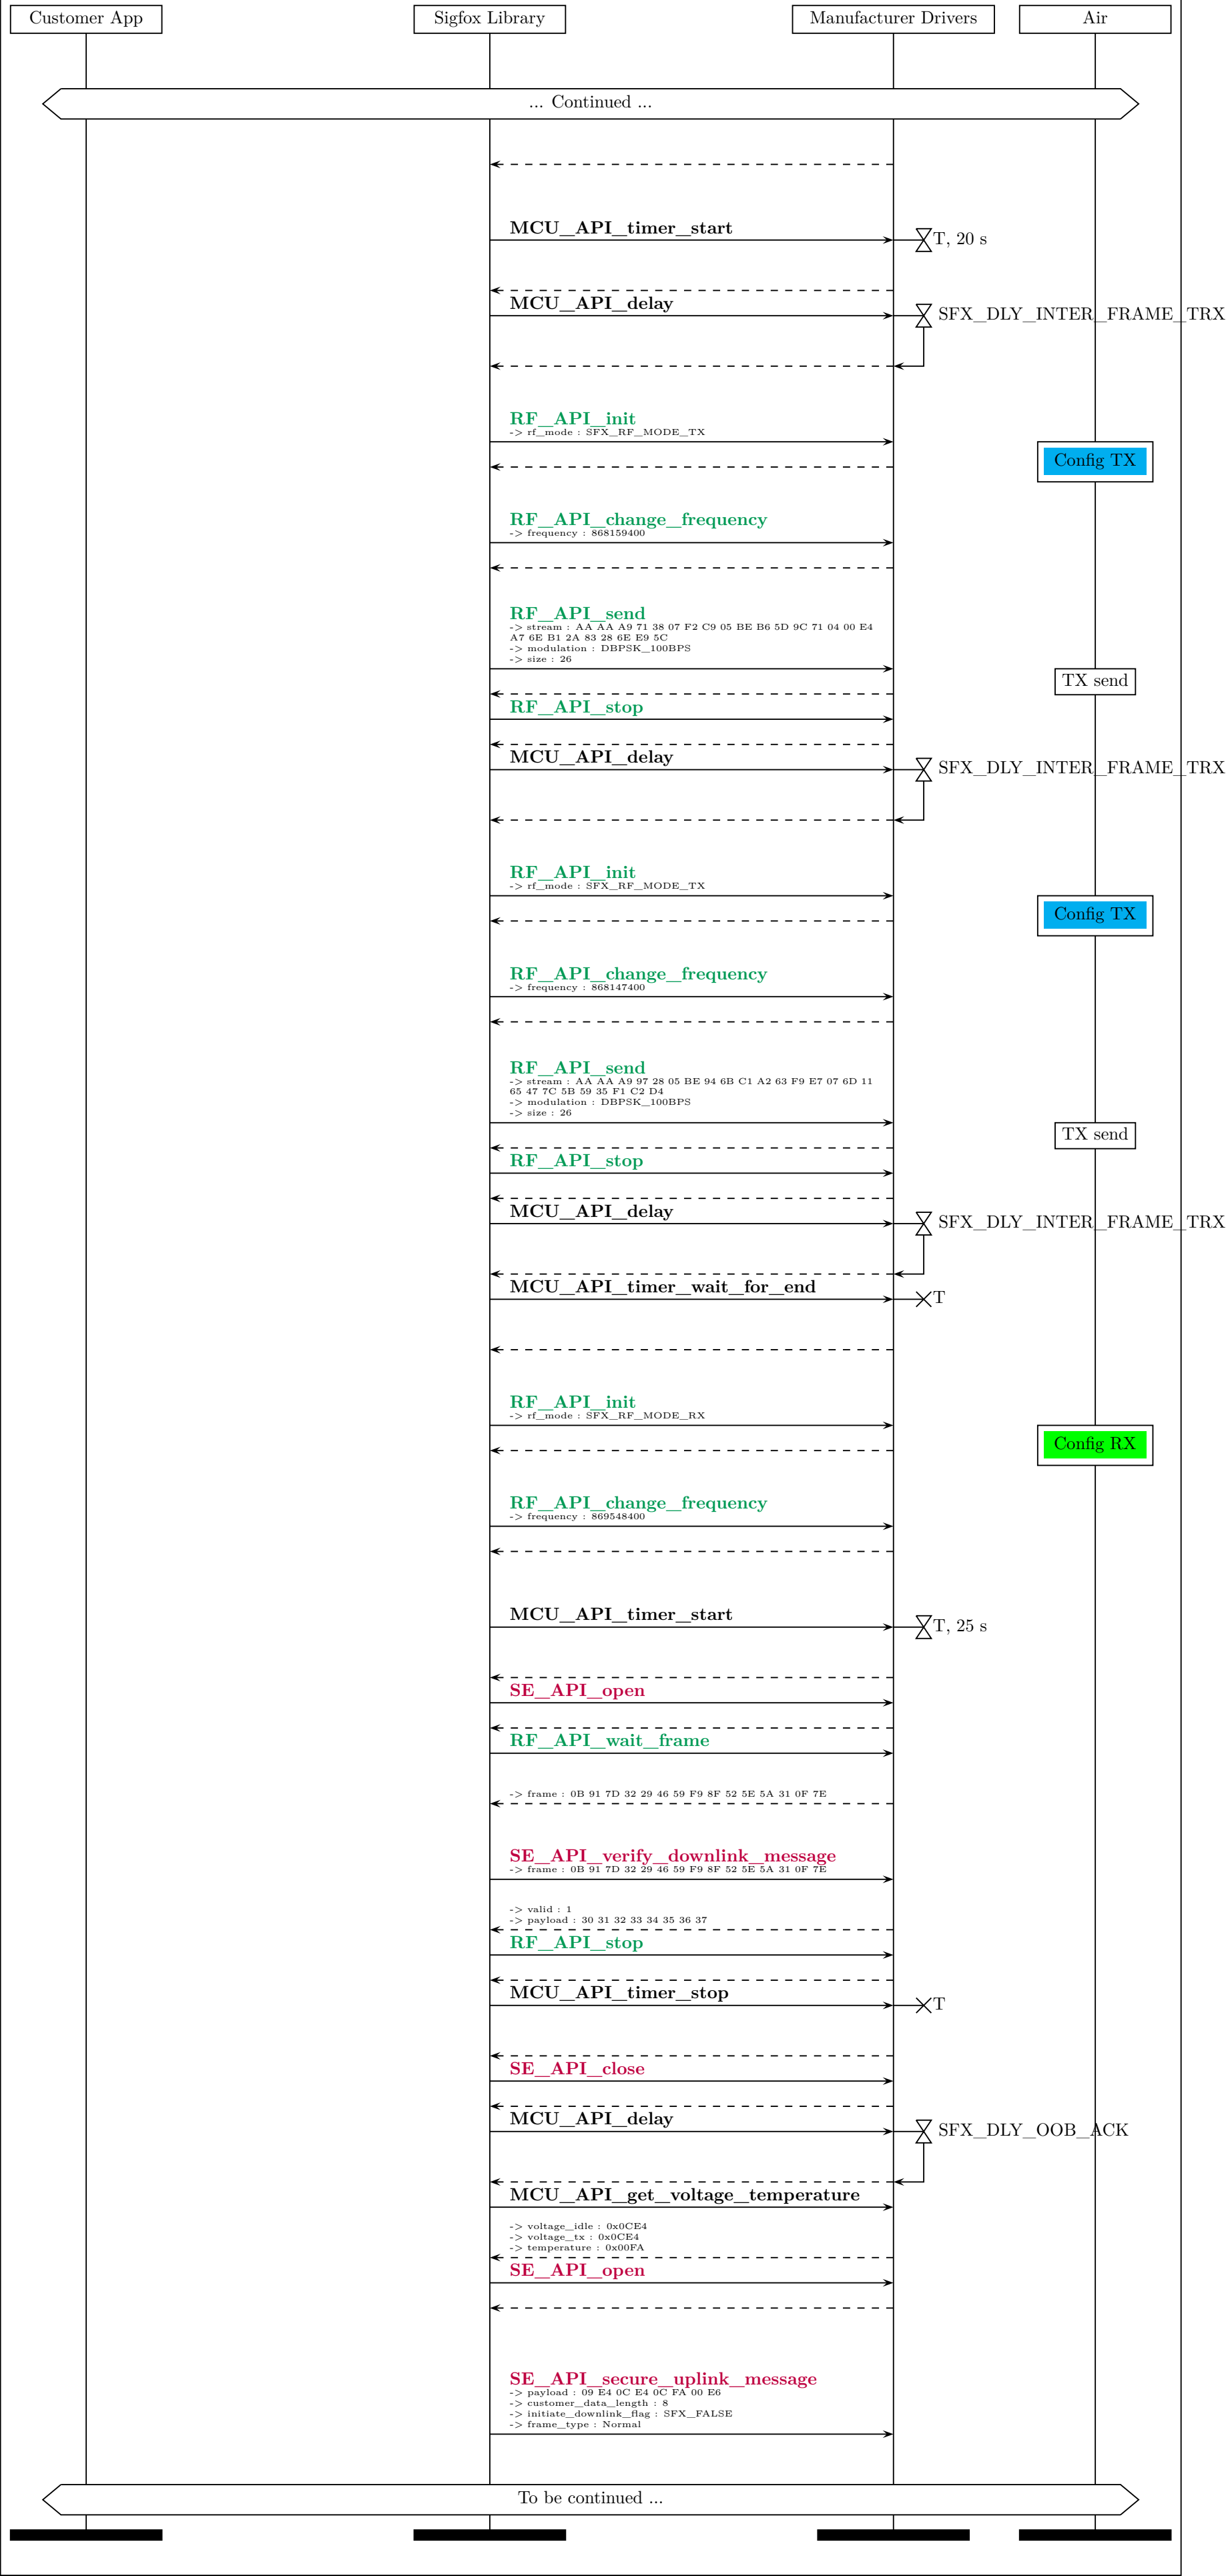 Customer App
Sigfox Library
Manufacturer Drivers
Air
... Continued ...
MCU_API_timer_start
T, 20 s
MCU_API_delay
SFX_DLY_INTER_FRAME_TRX
RF_API_init
-> rf_mode : SFX_RF_MODE_TX
Config TX
RF_API_change_frequency
-> frequency : 868159400
RF_API_send
-> stream : AA AA A9 71 38 07 F2 C9 05 BE B6 5D 9C 71 04 00 E4
A7 6E B1 2A 83 28 6E E9 5C
-> modulation : DBPSK_100BPS
-> size : 26
TX send
RF_API_stop
MCU_API_delay
SFX_DLY_INTER_FRAME_TRX
RF_API_init
-> rf_mode : SFX_RF_MODE_TX
Config TX
RF_API_change_frequency
-> frequency : 868147400
RF_API_send
-> stream : AA AA A9 97 28 05 BE 94 6B C1 A2 63 F9 E7 07 6D 11
65 47 7C 5B 59 35 F1 C2 D4
-> modulation : DBPSK_100BPS
-> size : 26
TX send
RF_API_stop
MCU_API_delay
SFX_DLY_INTER_FRAME_TRX
MCU_API_timer_wait_for_end
T
RF_API_init
-> rf_mode : SFX_RF_MODE_RX
Config RX
RF_API_change_frequency
-> frequency : 869548400
MCU_API_timer_start
T, 25 s
SE_API_open
RF_API_wait_frame
-> frame : 0B 91 7D 32 29 46 59 F9 8F 52 5E 5A 31 0F 7E
SE_API_verify_downlink_message
-> frame : 0B 91 7D 32 29 46 59 F9 8F 52 5E 5A 31 0F 7E
-> valid : 1
-> payload : 30 31 32 33 34 35 36 37
RF_API_stop
MCU_API_timer_stop
T
SE_API_close
MCU_API_delay
SFX_DLY_OOB_ACK
MCU_API_get_voltage_temperature
-> voltage_idle : 0x0CE4
-> voltage_tx : 0x0CE4
-> temperature : 0x00FA
SE_API_open
SE_API_secure_uplink_message
-> payload : 09 E4 0C E4 0C FA 00 E6
-> customer_data_length : 8
-> initiate_downlink_flag : SFX_FALSE
-> frame_type : Normal
To be continued ...